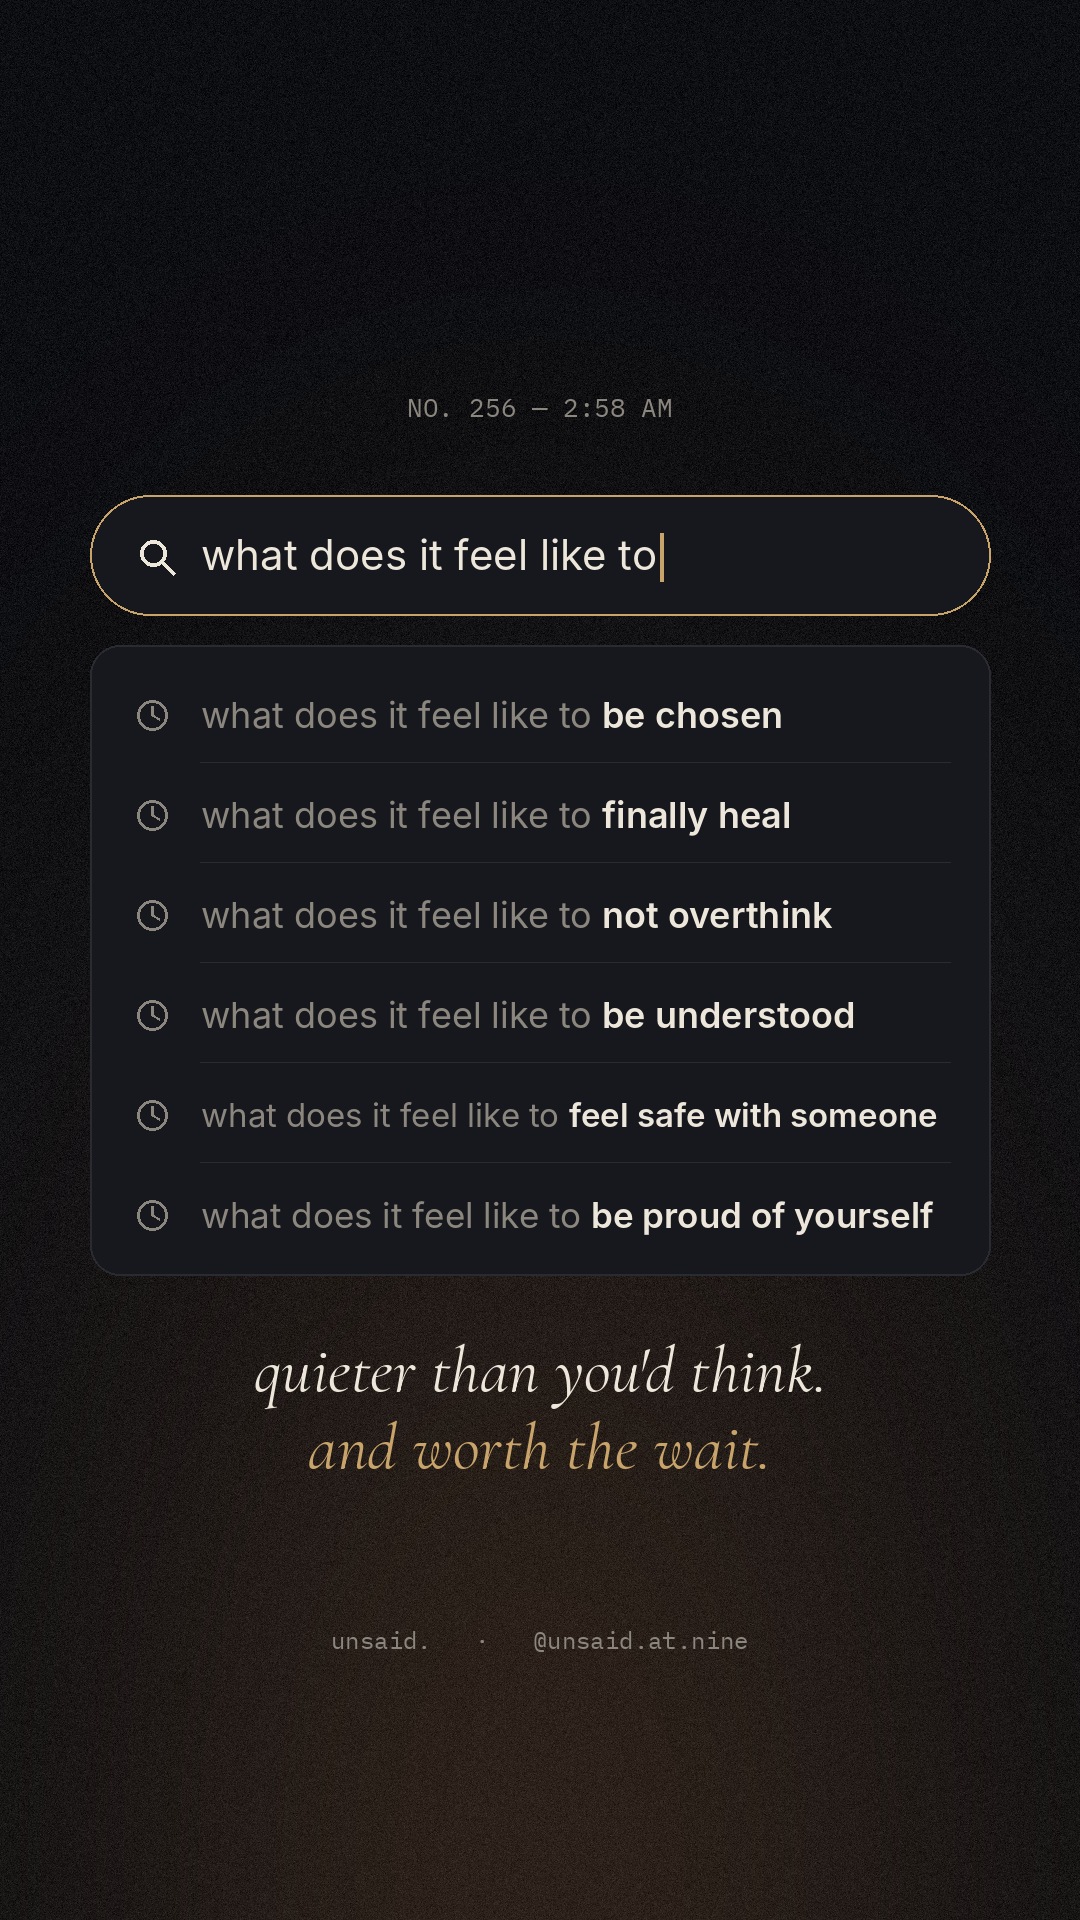 NO. 256 — 2:58 AM
what does it feel like to
what does it feel like to be chosen
what does it feel like to finally heal
what does it feel like to not overthink
what does it feel like to be understood
what does it feel like to feel safe with someone
what does it feel like to be proud of yourself
quieter than you'd think.
and worth the wait.
unsaid. · @unsaid.at.nine